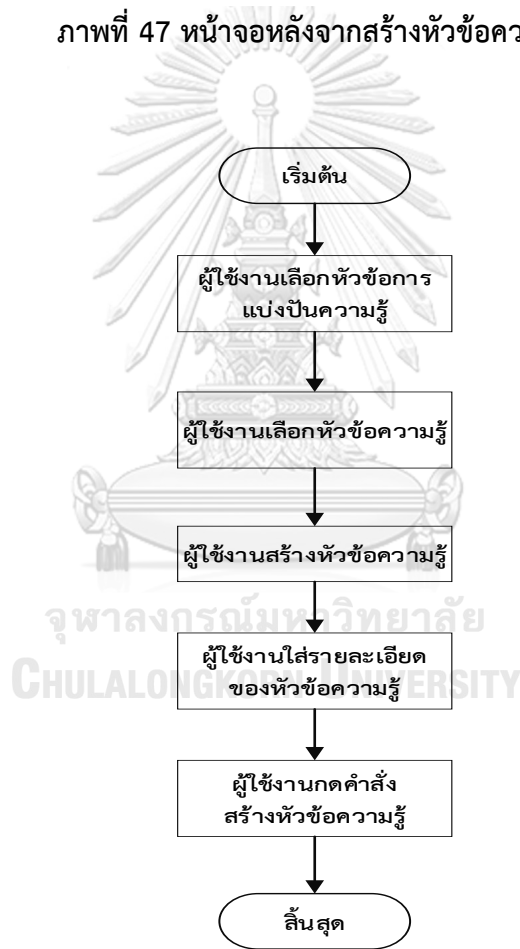 ภาพที่ 47 หน้าจอหลังจากสร้างหัวข้อคว
เริ่มต้น
ผู้ใช้งานเลือกหัวข้อการ
แบ่งปันความรู้
ผู้ใช้งานเลือกหัวข้อความรู้
ผู้ใช้งานสร้างหัวข้อความรู้
จุฬาลงกรณ์มหาวิทยาลัย
ผู้ใช้งานใส่รายละเอียด
ของหัวข้อความรู้
CHULALONGKORN UNIVERSITY
ผู้ใช้งานกดคำสั่ง
สร้างหัวข้อความรู้
สิ้นสุด